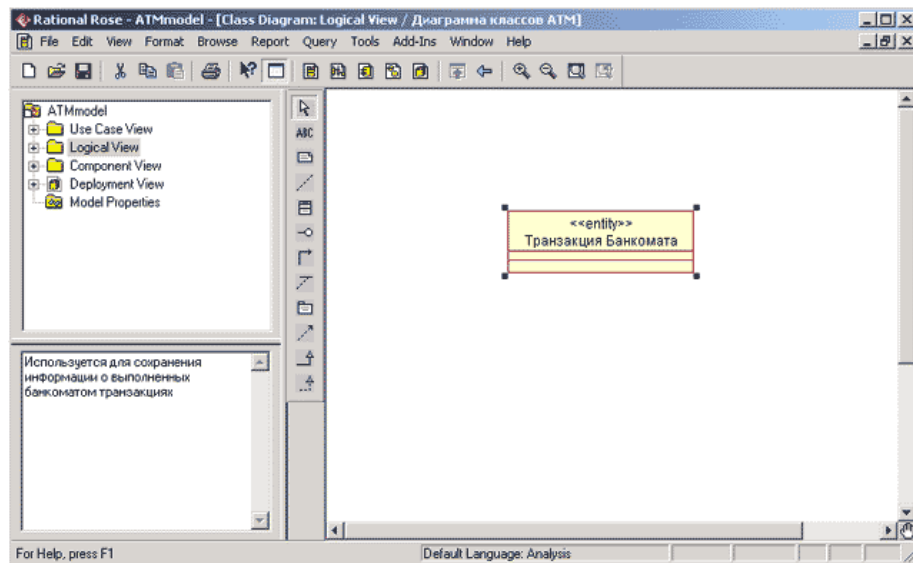 Rational Rose - ATMmodel - [Class Diagram: Logical View / Диаграмма классов ATM]
File Edit View Format Browse Report Query Tools Add-Ins Window Help
ATMmodel
Use Case View
Logical View
Component View
Deployment View
Model Properties
ABC
<<entity>>
Транзакция Банкомата
Используется для сохранения
информации о выполненных
банкоматом транзакциях
For Help, press F1
Default Language: Analysis